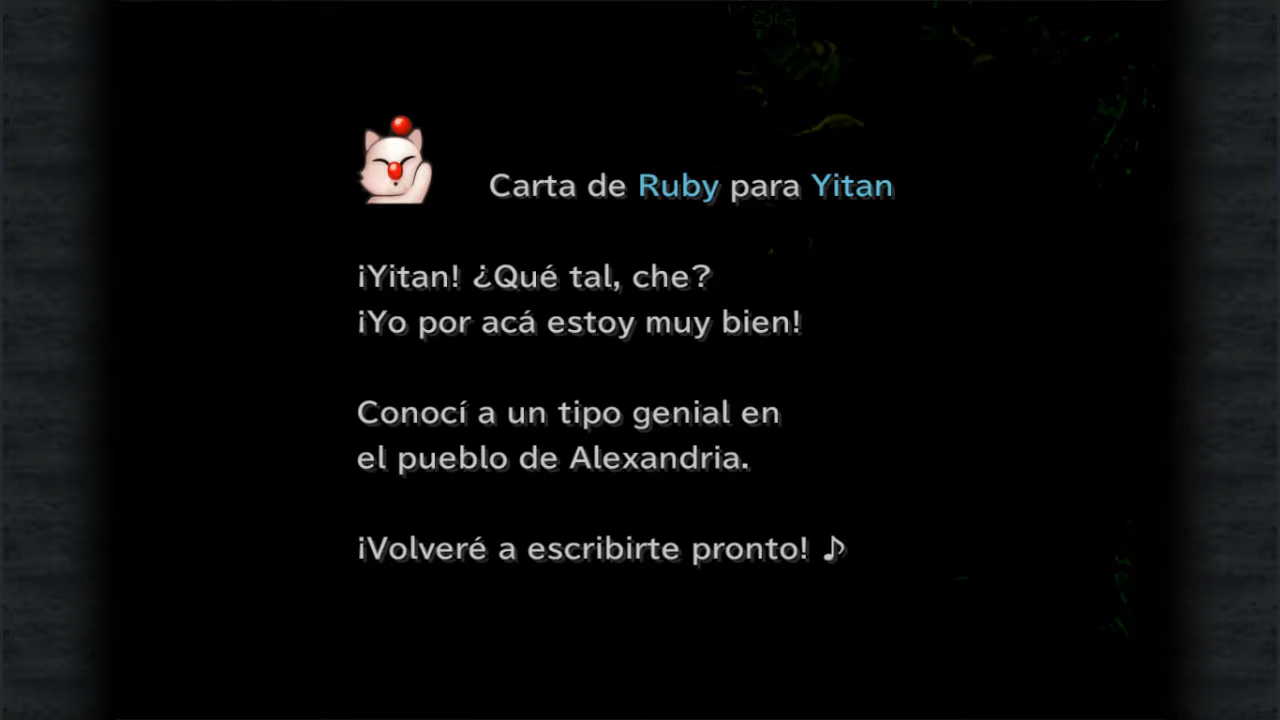 Carta de Ruby para Yitan
¡Yitan! ¿Qué tal, che?
¡Yo por acá estoy muy bien!
Conocí a un tipo genial en
el pueblo de Alexandria.
¡Volveré a escribirte pronto! ♪